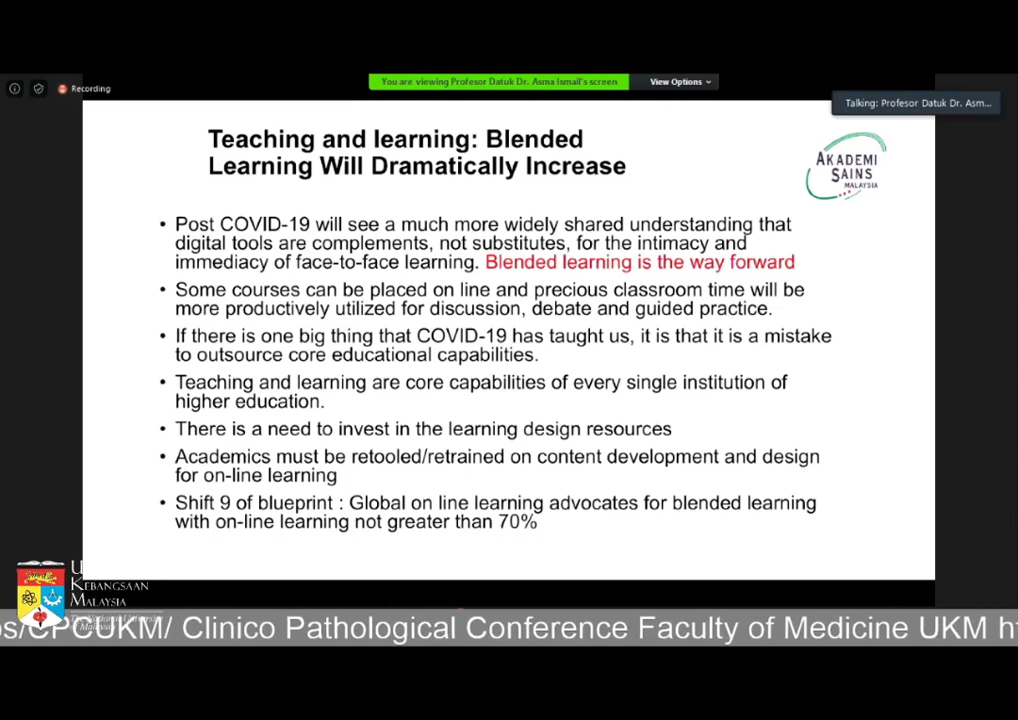 You are viewing Profesor Datuk Dr. Asma Ismail's screen
View Options
Recording
Talking: Profesor Datuk Dr. Asm...
Teaching and learning: Blended
Learning Will Dramatically Increase
AKADEMI
SAINS
MALAYSIA
• Post COVID-19 will see a much more widely shared understanding that
digital tools are complements, not substitutes, for the intimacy and
immediacy of face-to-face learning. Blended learning is the way forward
• Some courses can be placed on line and precious classroom time will be
more productively utilized for discussion, debate and guided practice.
• If there is one big thing that COVID-19 has taught us, it is that it is a mistake
to outsource core educational capabilities.
• Teaching and learning are core capabilities of every single institution of
higher education.
• There is a need to invest in the learning design resources
• Academics must be retooled/retrained on content development and design
for on-line learning
• Shift 9 of blueprint : Global on line learning advocates for blended learning
with on-line learning not greater than 70%
KEBANGSAAN
MALAYSIA
The National University
os/CPCUKM/ Clinico Pathological Conference Faculty of Medicine UKM ht